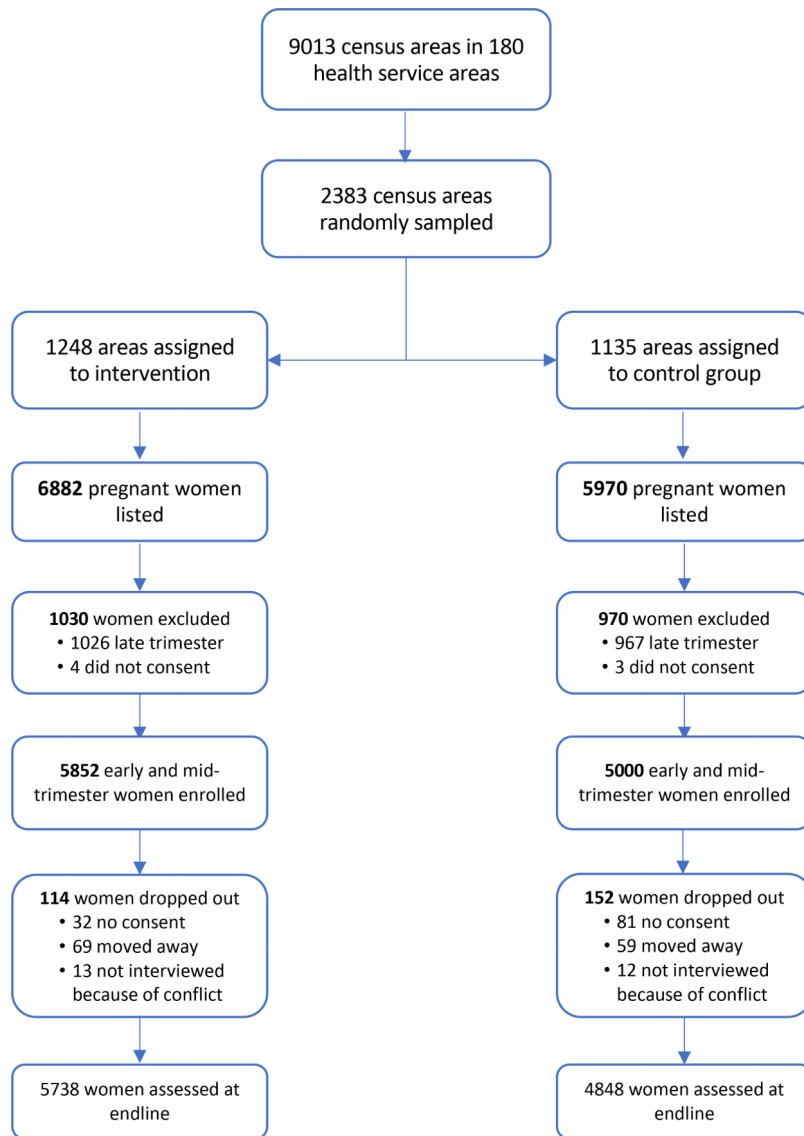 9013 census areas in 180
health service areas
2383 census areas
randomly sampled
1248 areas assigned
to intervention
1135 areas assigned
to control group
6882 pregnant women
listed
5970 pregnant women
listed
1030 women excluded
• 1026 late trimester
• 4 did not consent
970 women excluded
• 967 late trimester
• 3 did not consent
5852 early and mid-
trimester women enrolled
5000 early and mid-
trimester women enrolled
114 women dropped out
• 32 no consent
• 69 moved away
• 13 not interviewed
because of conflict
152 women dropped out
• 81 no consent
• 59 moved away
• 12 not interviewed
because of conflict
5738 women assessed at
endline
4848 women assessed at
endline